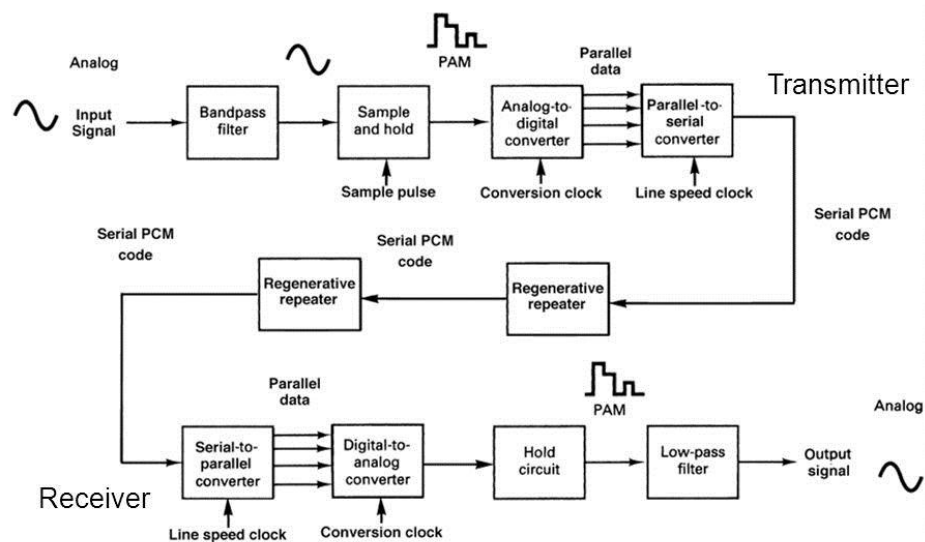 PAM
Analog
Parallel
data
Transmitter
Input
Signal
Bandpass
filter
Sample
and hold
Analog-to-
digital
converter
Parallel-to-
serial
converter
Sample pulse
Conversion clock
Line speed clock
Serial PCM
code
Serial PCM
code
Serial PCM
code
Regenerative
repeater
Regenerative
repeater
Parallel
data
PAM
Analog
Serial-to-
parallel
converter
Digital-to-
analog
converter
Hold
circuit
Low-pass
filter
Output
signal
Receiver
Line speed clock
Conversion clock